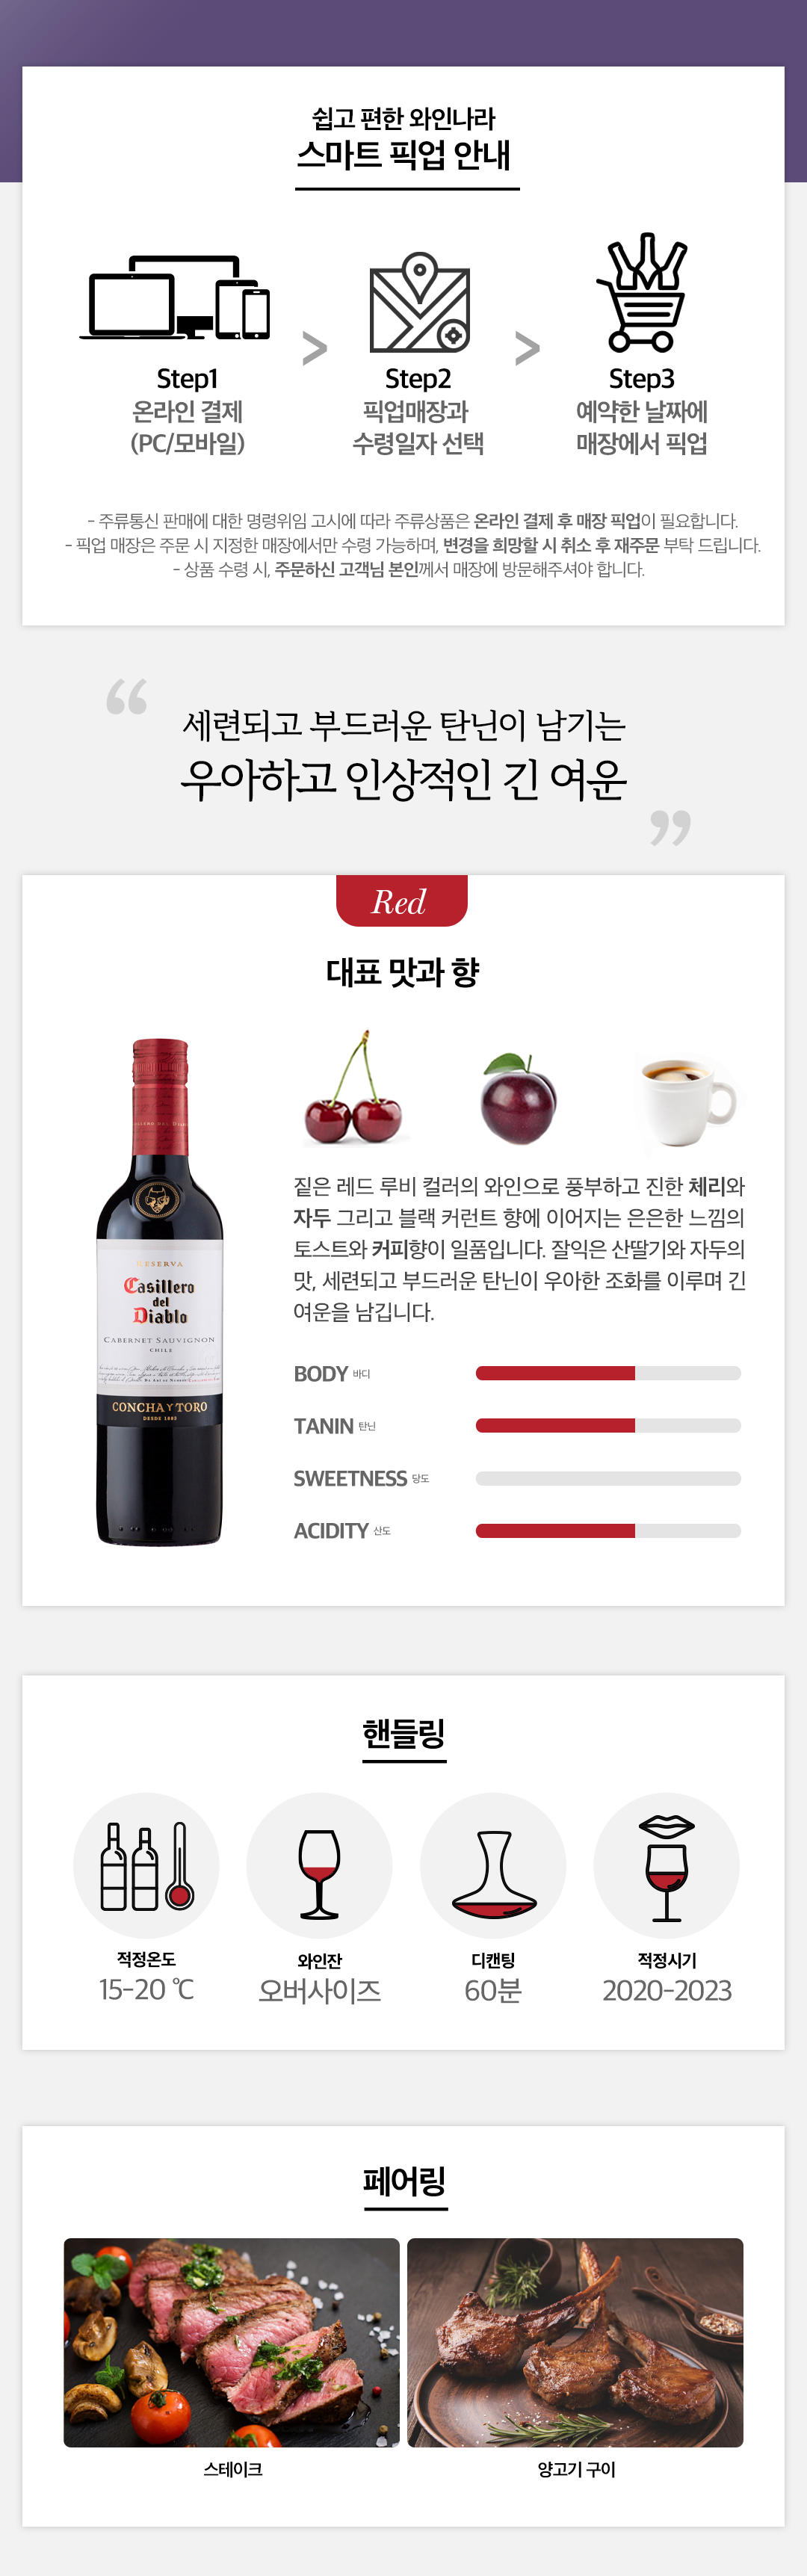 쉽고 편한 와인나라
스마트 픽업 안내
>
>
Step1
온라인 결제
(PC/모바일)
Step2
픽업매장과
수령일자 선택
Step3
예약한 날짜에
매장에서 픽업
- 주류통신 판매에 대한 명령위임 고시에 따라 주류상품은 온라인 결제 후 매장 픽업이 필요합니다.
- 픽업 매장은 주문 시 지정한 매장에서만 수령 가능하며, 변경을 희망할 시 취소 후 재주문 부탁 드립니다.
- 상품 수령 시, 주문하신 고객님 본인께서 매장에 방문해주셔야 합니다.
“
세련되고 부드러운 탄닌이 남기는
우아하고 인상적인 긴 여운
”
Red
대표 맛과 향
RESERVA
Casillero
del
Diablo
CABERNET SAUVIGNON
CHILE
CONCHA Y TORO
DESDE 1883
짙은 레드 루비 컬러의 와인으로 풍부하고 진한 체리와
자두 그리고 블랙 커런트 향에 이어지는 은은한 느낌의
토스트와 커피향이 일품입니다. 잘익은 산딸기와 자두의
맛, 세련되고 부드러운 탄닌이 우아한 조화를 이루며 긴
여운을 남깁니다.
BODY 바디
TANIN 탄닌
SWEETNESS 당도
ACIDITY 산도
핸들링
적정온도
15-20 ℃
와인잔
오버사이즈
디캔팅
60분
적정시기
2020-2023
페어링
스테이크
양고기 구이